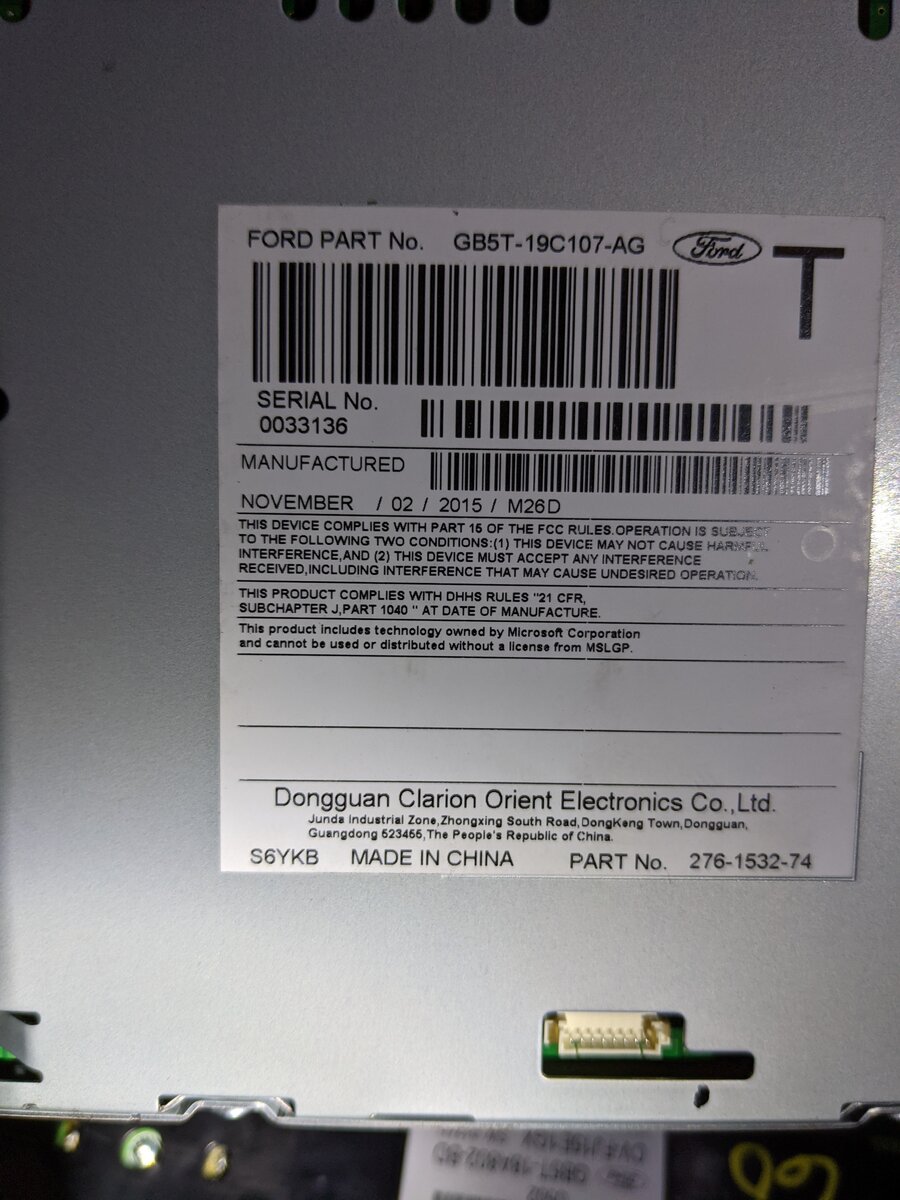 FORD PART No. GB5T-19C107-AG Ford T
SERIAL No.
0033136
MANUFACTURED
NOVEMBER / 02 / 2015 / M26D
THIS DEVICE COMPLIES WITH PART 15 OF THE FCC RULES.OPERATION IS SUBJECT
TO THE FOLLOWING TWO CONDITIONS:(1) THIS DEVICE MAY NOT CAUSE HARMFUL
INTERFERENCE,AND (2) THIS DEVICE MUST ACCEPT ANY INTERFERENCE
RECEIVED,INCLUDING INTERFERENCE THAT MAY CAUSE UNDESIRED OPERATION.
THIS PRODUCT COMPLIES WITH DHHS RULES "21 CFR,
SUBCHAPTER J,PART 1040 " AT DATE OF MANUFACTURE.
This product includes technology owned by Microsoft Corporation
and cannot be used or distributed without a license from MSLGP.
Dongguan Clarion Orient Electronics Co.,Ltd.
Junda Industrial Zone,Zhongxing South Road,DongKeng Town,Dongguan,
Guangdong 523455,The People's Republic of China.
S6YKB MADE IN CHINA PART No. 276-1532-74